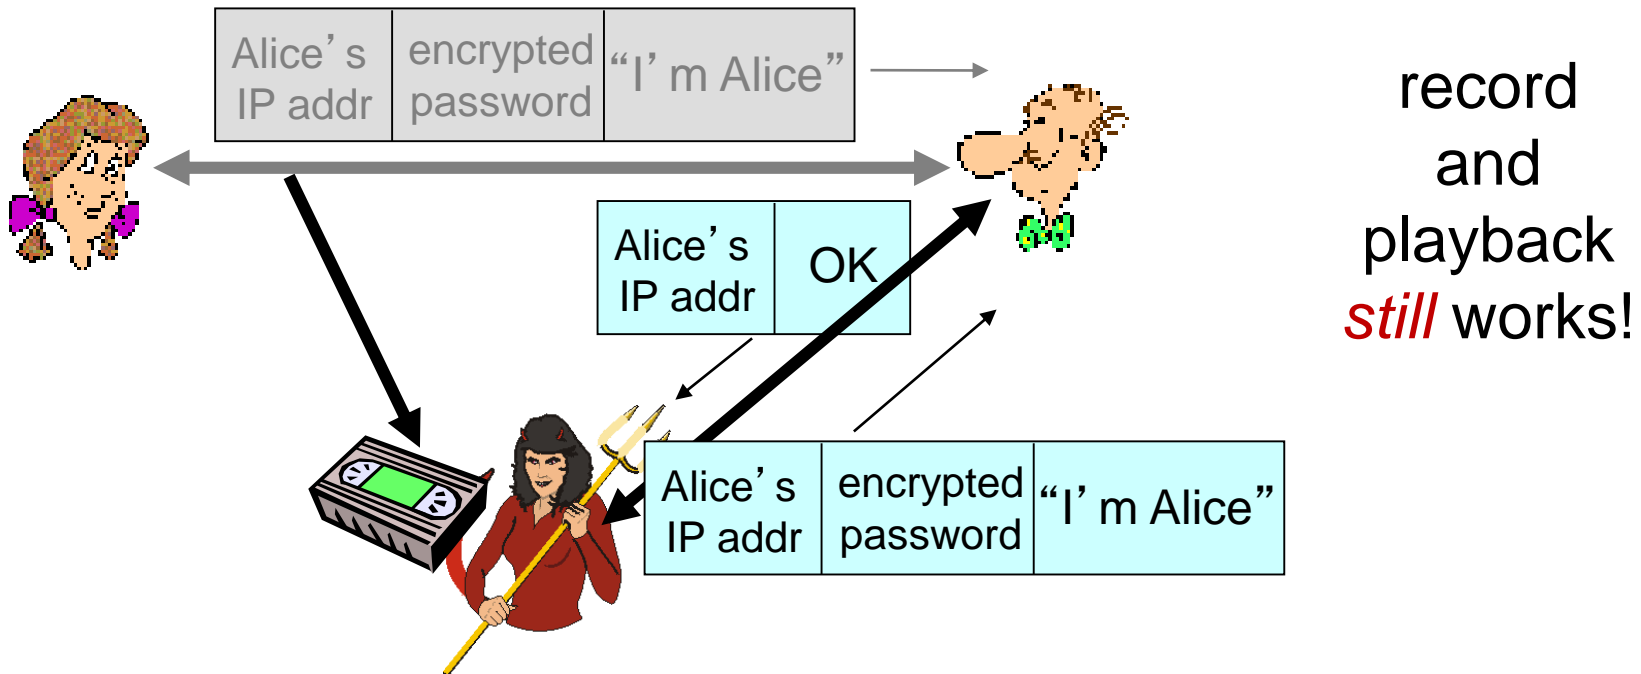 Alice’s
IP addr
encrypted
password
“I’m Alice”
record
and
playback
still works!
Alice’s
IP addr
OK
Alice’s
IP addr
encrypted
password
“I’m Alice”